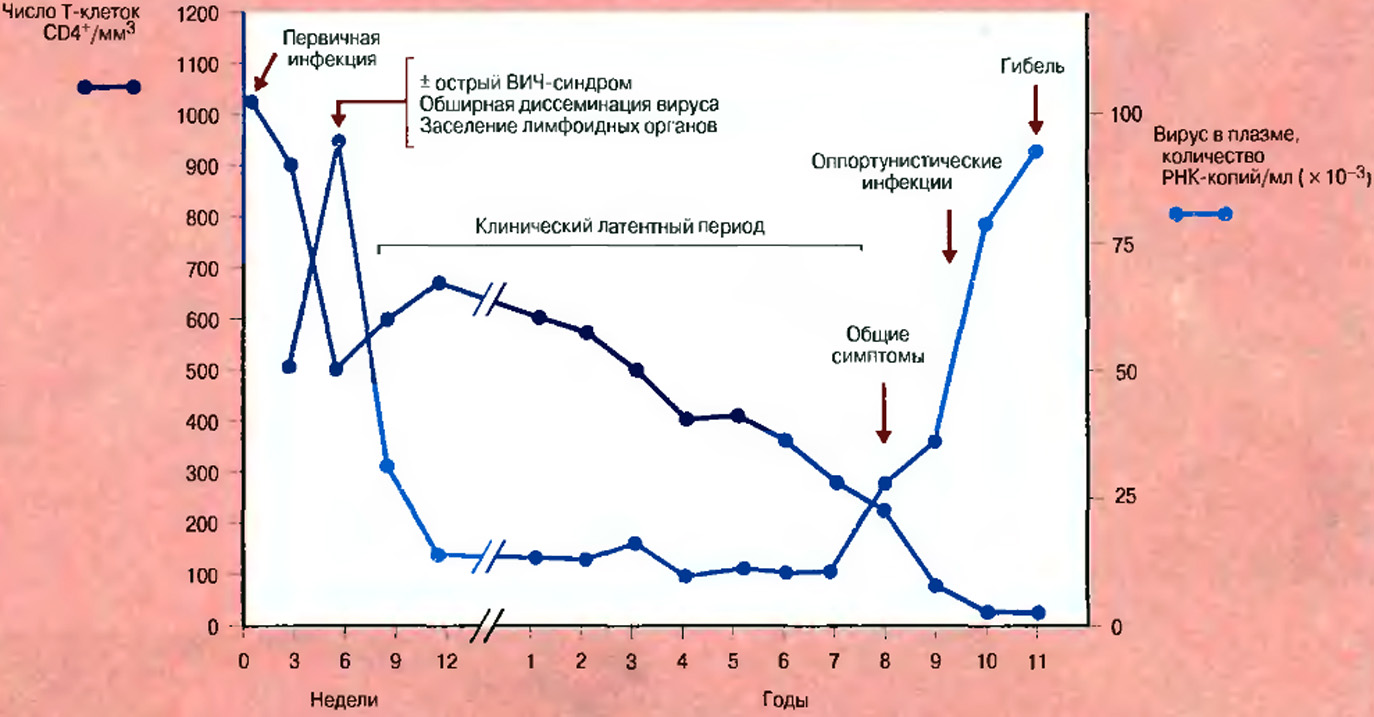 Число Т-клеток
CD4⁺/мм³
1200
1100
1000
900
800
700
600
500
400
300
200
100
0
Первичная
инфекция
± острый ВИЧ-синдром
Обширная диссеминация вируса
Заселение лимфоидных органов
Клинический латентный период
Общие
симптомы
Оппортунистические
инфекции
Гибель
100
75
50
25
0
Вирус в плазме,
количество
РНК-копий/мл ( × 10⁻³)
0 3 6 9 12 1 2 3 4 5 6 7 8 9 10 11
Недели Годы